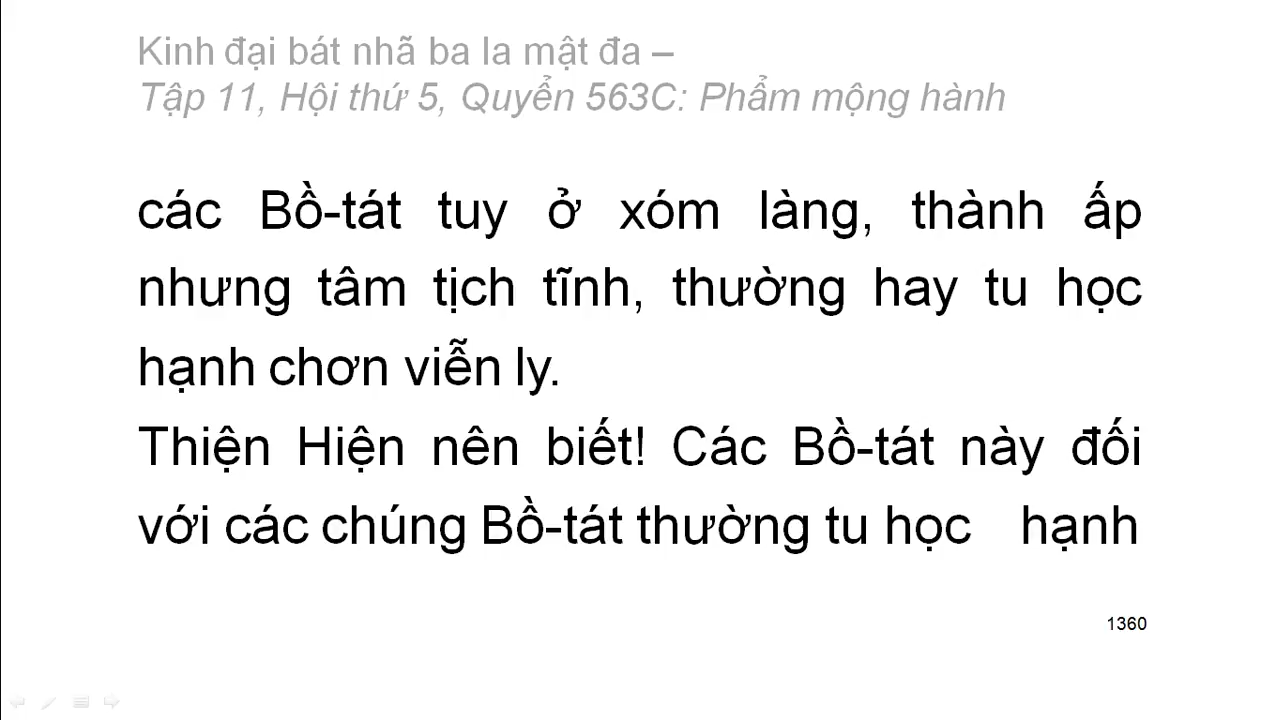 Kinh đại bát nhã ba la mật đa –
Tập 11, Hội thứ 5, Quyển 563C: Phẩm mộng hành
các Bồ-tát tuy ở xóm làng, thành ấp
nhưng tâm tịch tĩnh, thường hay tu học
hạnh chơn viễn ly.
Thiện Hiện nên biết! Các Bồ-tát này đối
với các chúng Bồ-tát thường tu học hạnh
1360